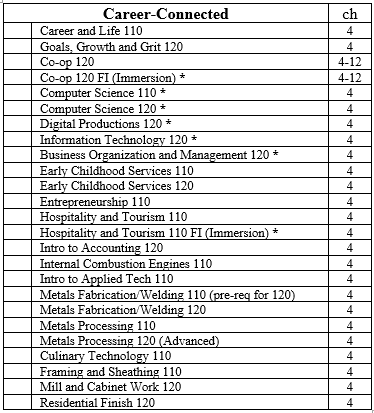 Career-Connected ch
Career and Life 110 4
Goals, Growth and Grit 120 4
Co-op 120 4-12
Co-op 120 FI (Immersion) * 4-12
Computer Science 110 * 4
Computer Science 120 * 4
Digital Productions 120 * 4
Information Technology 120 * 4
Business Organization and Management 120 * 4
Early Childhood Services 110 4
Early Childhood Services 120 4
Entrepreneurship 110 4
Hospitality and Tourism 110 4
Hospitality and Tourism 110 FI (Immersion) * 4
Intro to Accounting 120 4
Internal Combustion Engines 110 4
Intro to Applied Tech 110 4
Metals Fabrication/Welding 110 (pre-req for 120) 4
Metals Fabrication/Welding 120 4
Metals Processing 110 4
Metals Processing 120 (Advanced) 4
Culinary Technology 110 4
Framing and Sheathing 110 4
Mill and Cabinet Work 120 4
Residential Finish 120 4